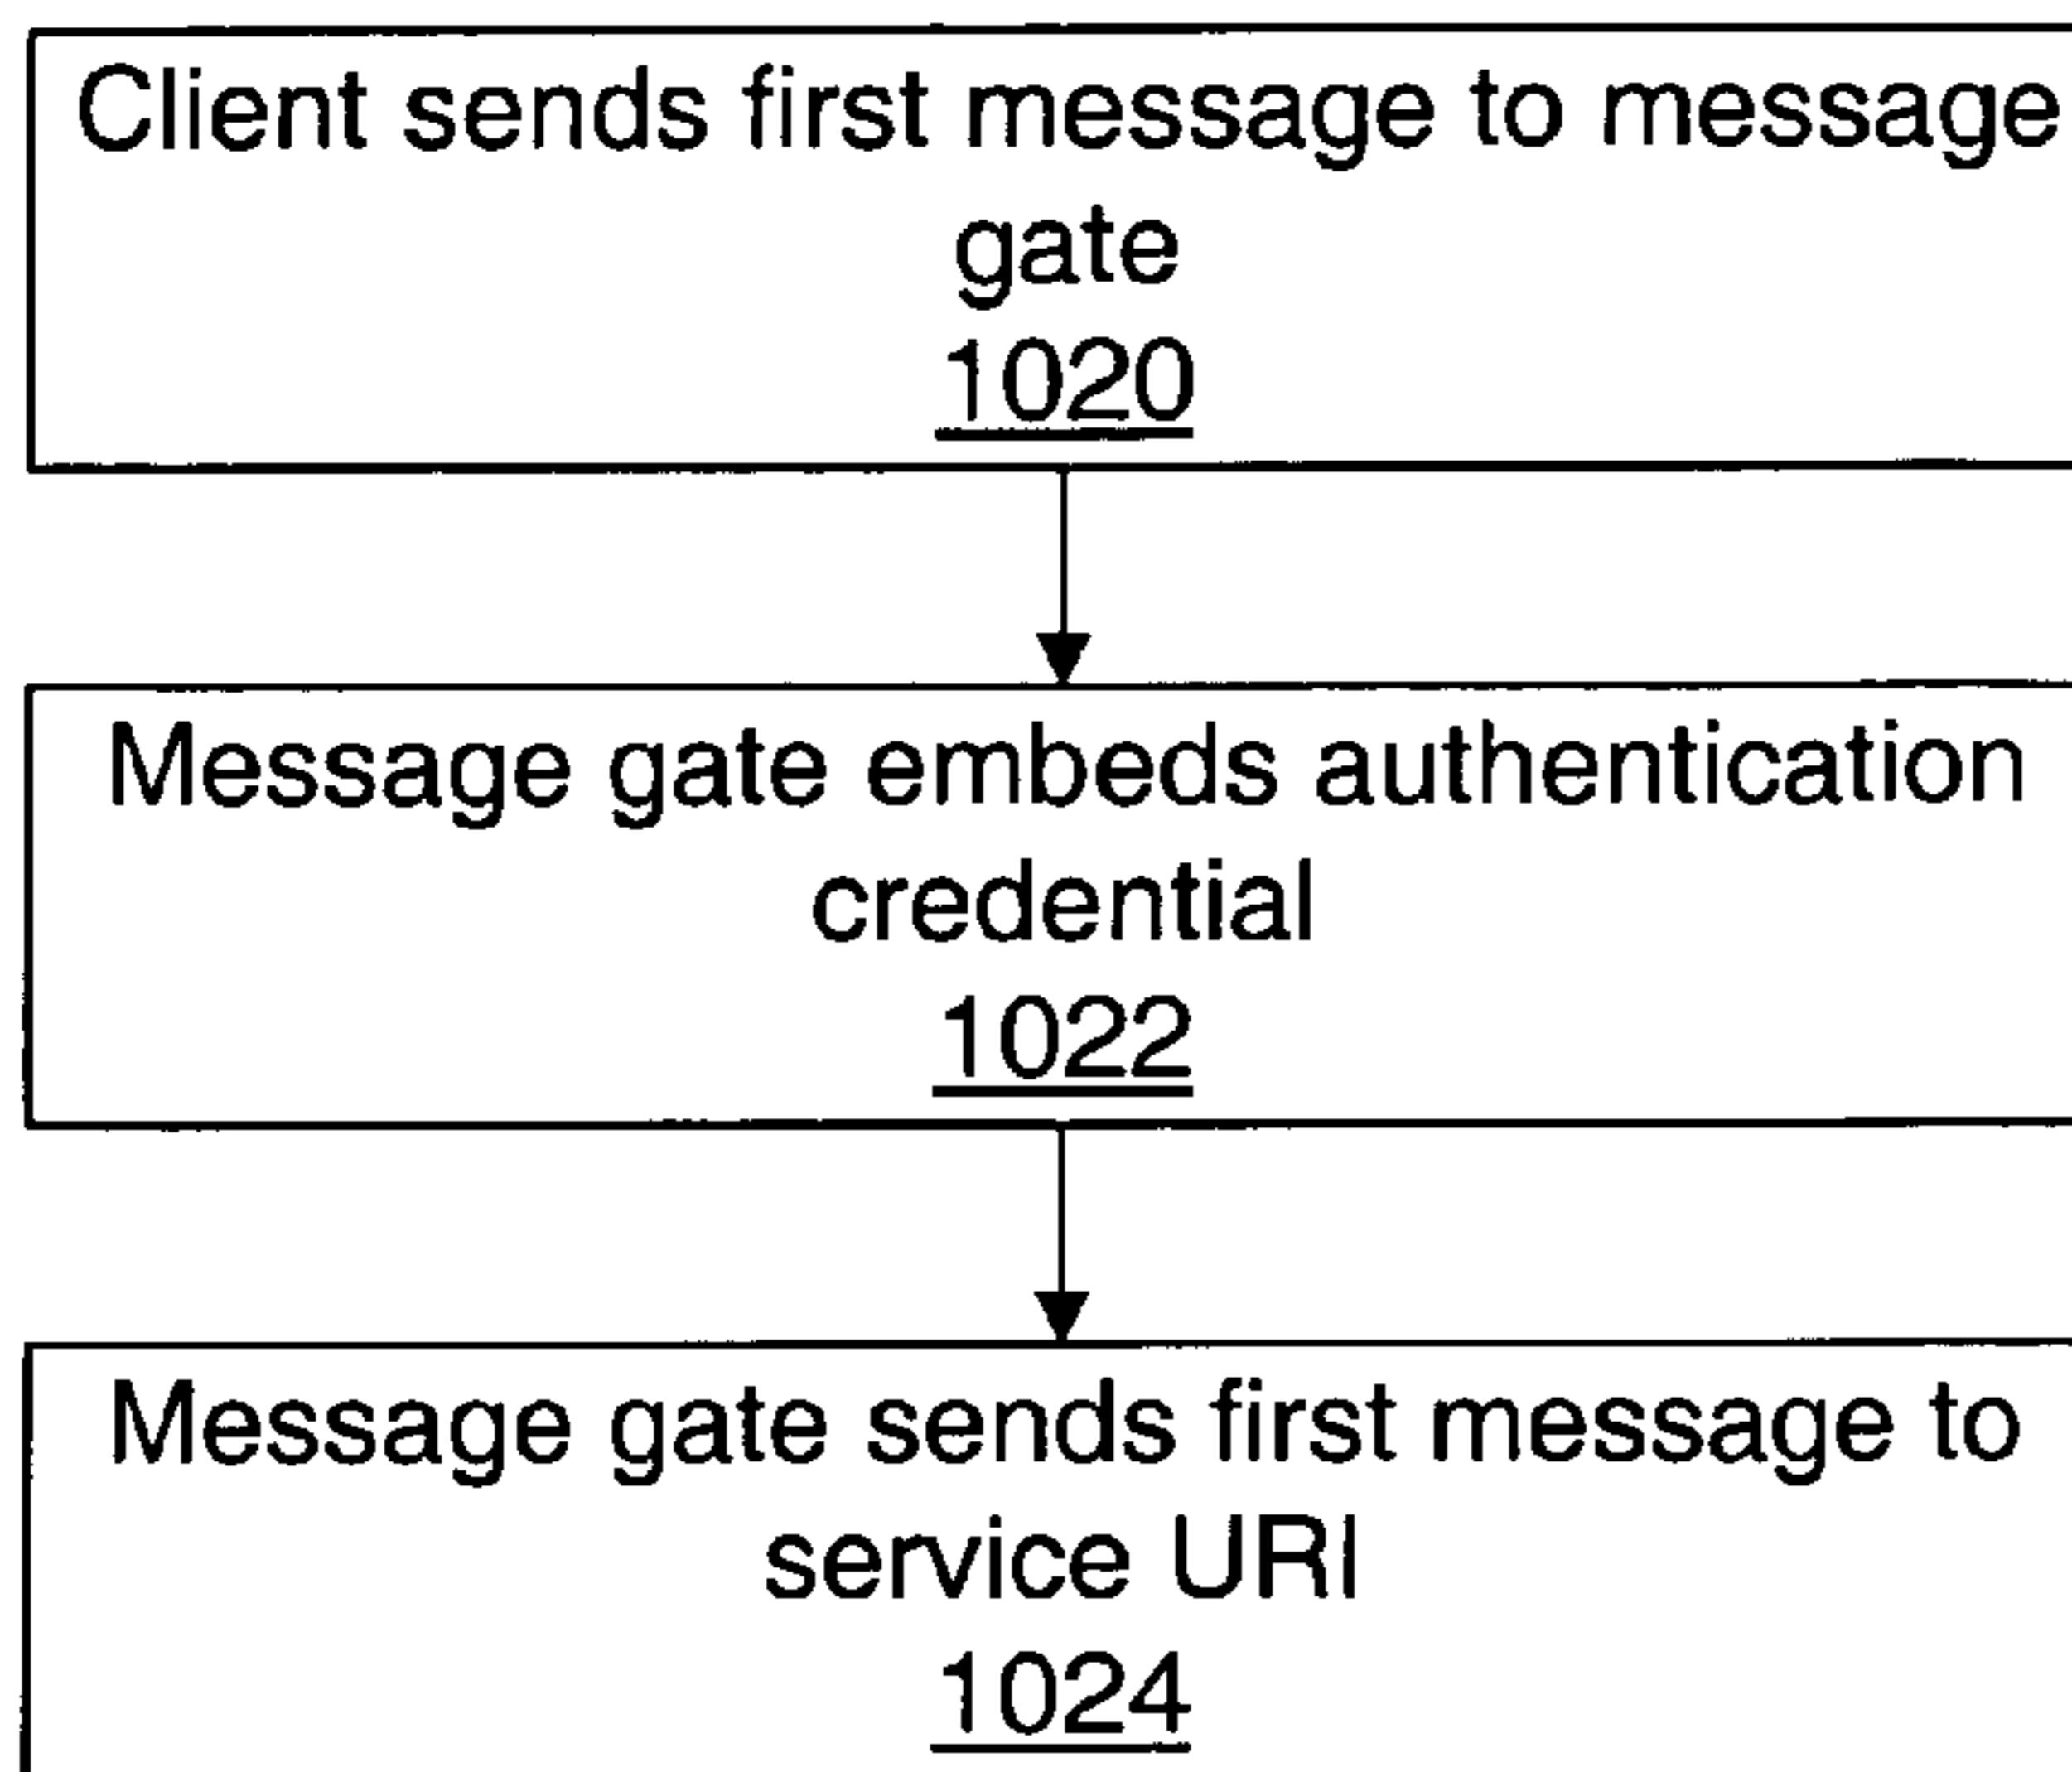 Client sends first message to message
gate
1020
Message gate embeds authentication
credential
1022
Message gate sends first message to
service URI
1024